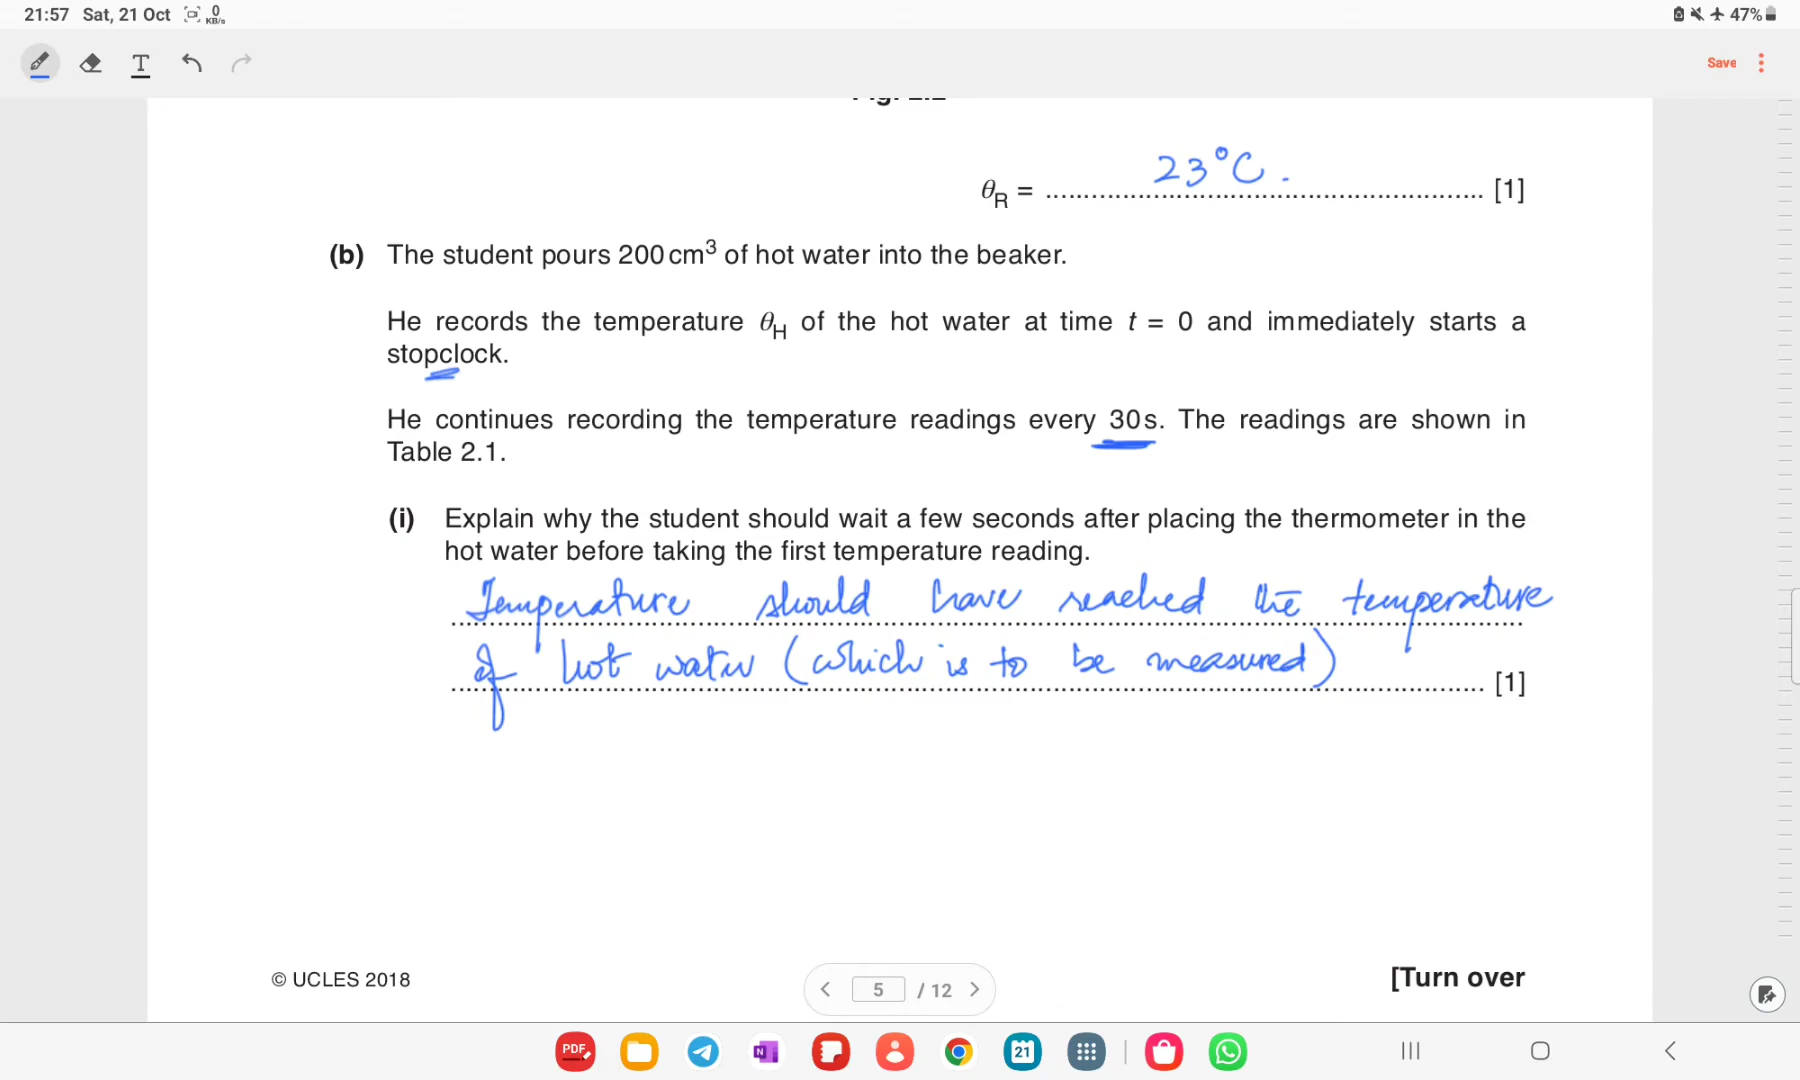 21:57 Sat, 21 Oct 0 KB/s 47%
T Save
θR = 23°C. [1]
(b) The student pours 200 cm³ of hot water into the beaker.
He records the temperature θH of the hot water at time t = 0 and immediately starts a
stopclock.
He continues recording the temperature readings every 30 s. The readings are shown in
Table 2.1.
(i) Explain why the student should wait a few seconds after placing the thermometer in the
hot water before taking the first temperature reading.
Temperature should have reached the temperature
of hot water (which is to be measured)
[1]
© UCLES 2018
5 / 12
[Turn over
PDF N 21